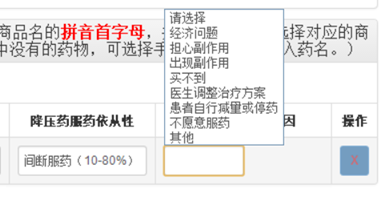 商品名的拼音首字母，
选择对应的商
中没有的药物，可选择手
入药名。）
请选择
经济问题
担心副作用
出现副作用
买不到
医生调整治疗方案
患者自行减量或停药
不愿意服药
其他
降压药服药依从性
因
操作
间断服药（10-80%）
X